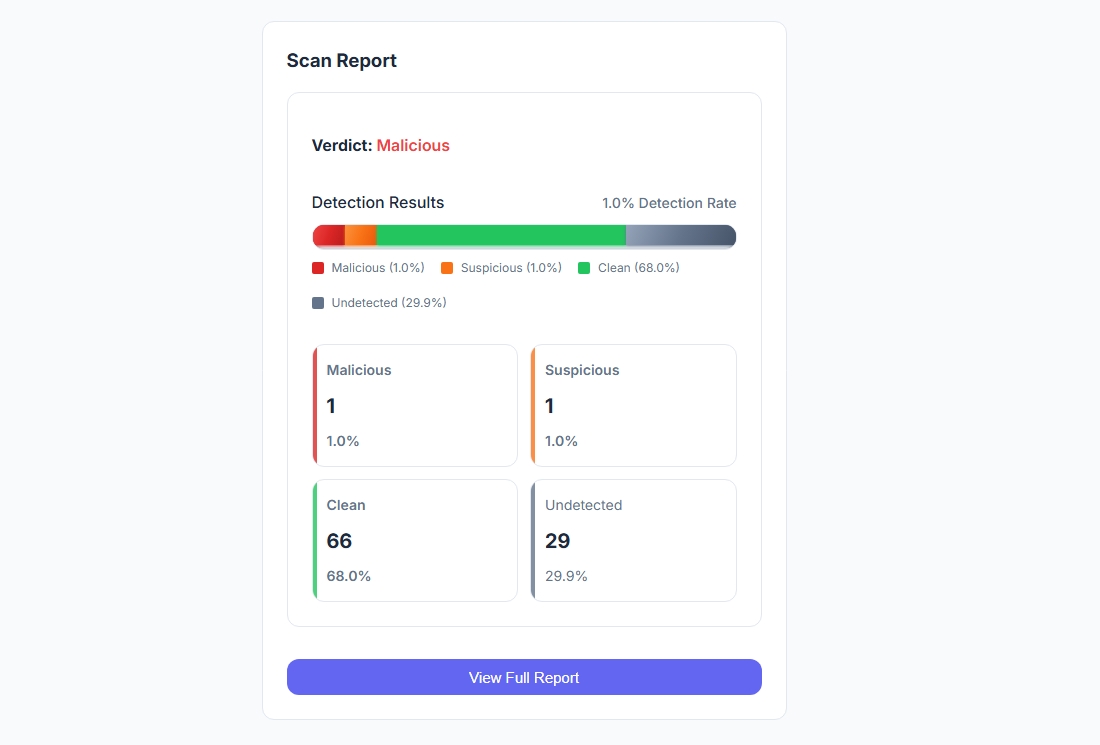 Scan Report
Verdict: Malicious
Detection Results 1.0% Detection Rate
Malicious (1.0%) Suspicious (1.0%) Clean (68.0%)
Undetected (29.9%)
Malicious
1
1.0%
Suspicious
1
1.0%
Clean
66
68.0%
Undetected
29
29.9%
View Full Report